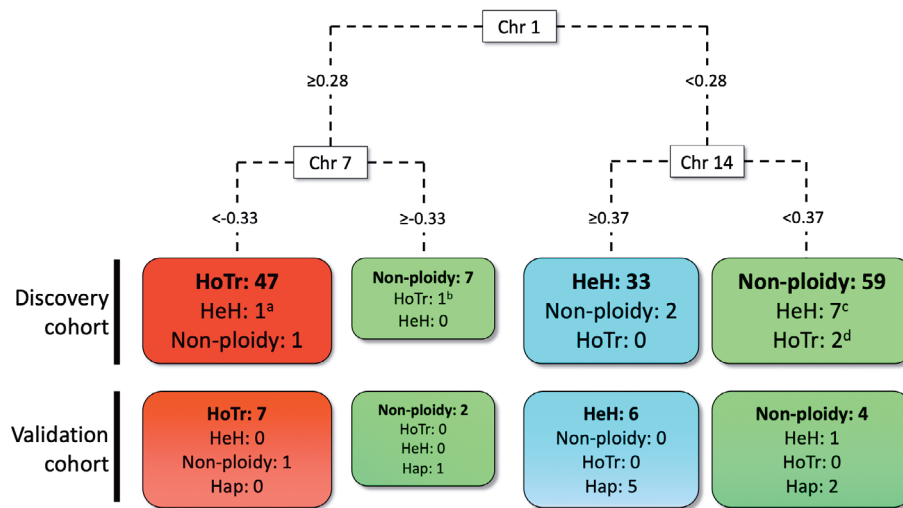 Chr 1
≥0.28
<0.28
Chr 7
Chr 14
<-0.33
≥-0.33
≥0.37
<0.37
Discovery
cohort
HoTr: 47
HeH: 1ᵃ
Non-ploidy: 1
Non-ploidy: 7
HoTr: 1ᵇ
HeH: 0
HeH: 33
Non-ploidy: 2
HoTr: 0
Non-ploidy: 59
HeH: 7ᶜ
HoTr: 2ᵈ
Validation
cohort
HoTr: 7
HeH: 0
Non-ploidy: 1
Hap: 0
Non-ploidy: 2
HoTr: 0
HeH: 0
Hap: 1
HeH: 6
Non-ploidy: 0
HoTr: 0
Hap: 5
Non-ploidy: 4
HeH: 1
HoTr: 0
Hap: 2